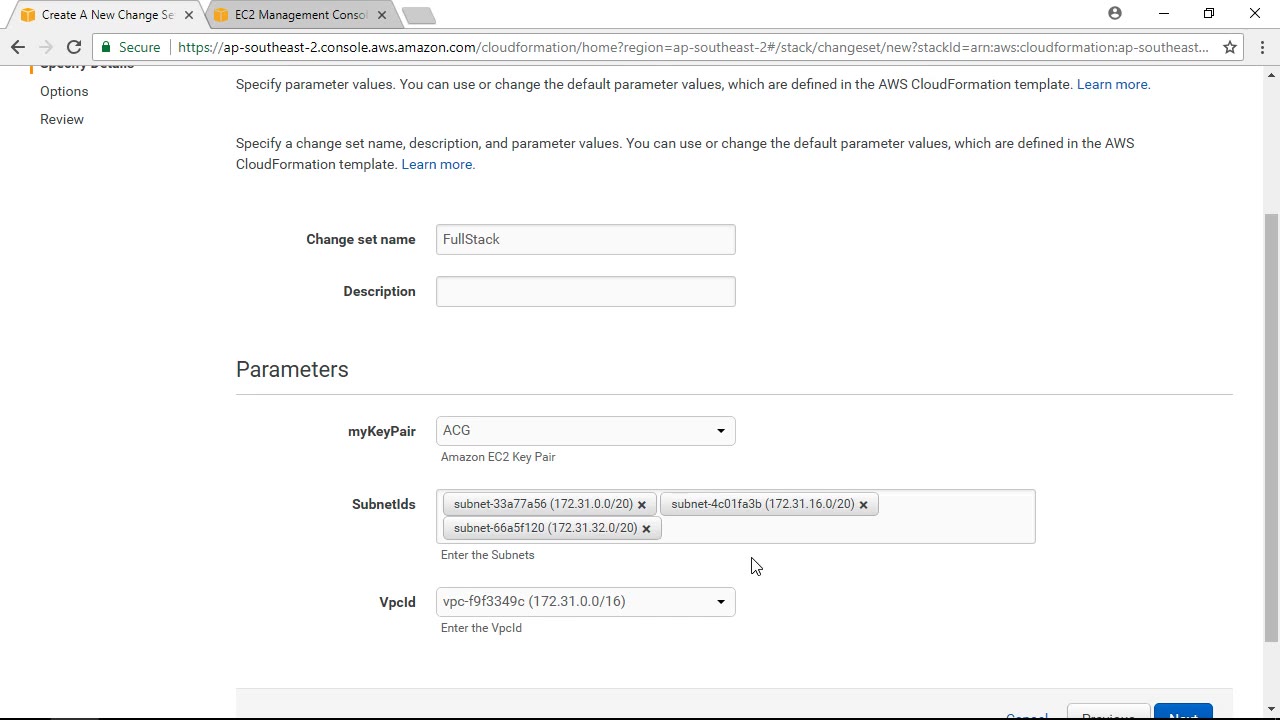 Create A New Change Se
EC2 Management Consol
Secure
https://ap-southeast-2.console.aws.amazon.com/cloudformation/home?region=ap-southeast-2#/stack/changeset/new?stackId=arn:aws:cloudformation:ap-southeast...
Specify Details
Options
Review
Specify parameter values. You can use or change the default parameter values, which are defined in the AWS CloudFormation template. Learn more.
Specify a change set name, description, and parameter values. You can use or change the default parameter values, which are defined in the AWS
CloudFormation template. Learn more.
Change set name
FullStack
Description
Parameters
myKeyPair
ACG
Amazon EC2 Key Pair
SubnetIds
subnet-33a77a56 (172.31.0.0/20)
subnet-4c01fa3b (172.31.16.0/20)
subnet-66a5f120 (172.31.32.0/20)
Enter the Subnets
VpcId
vpc-f9f3349c (172.31.0.0/16)
Enter the VpcId
Cancel
Previous
Next